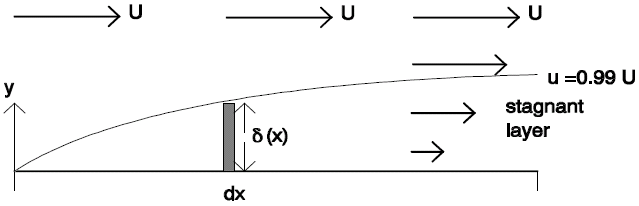 U
U
U
u =0.99 U
y
stagnant
layer
δ (x)
dx